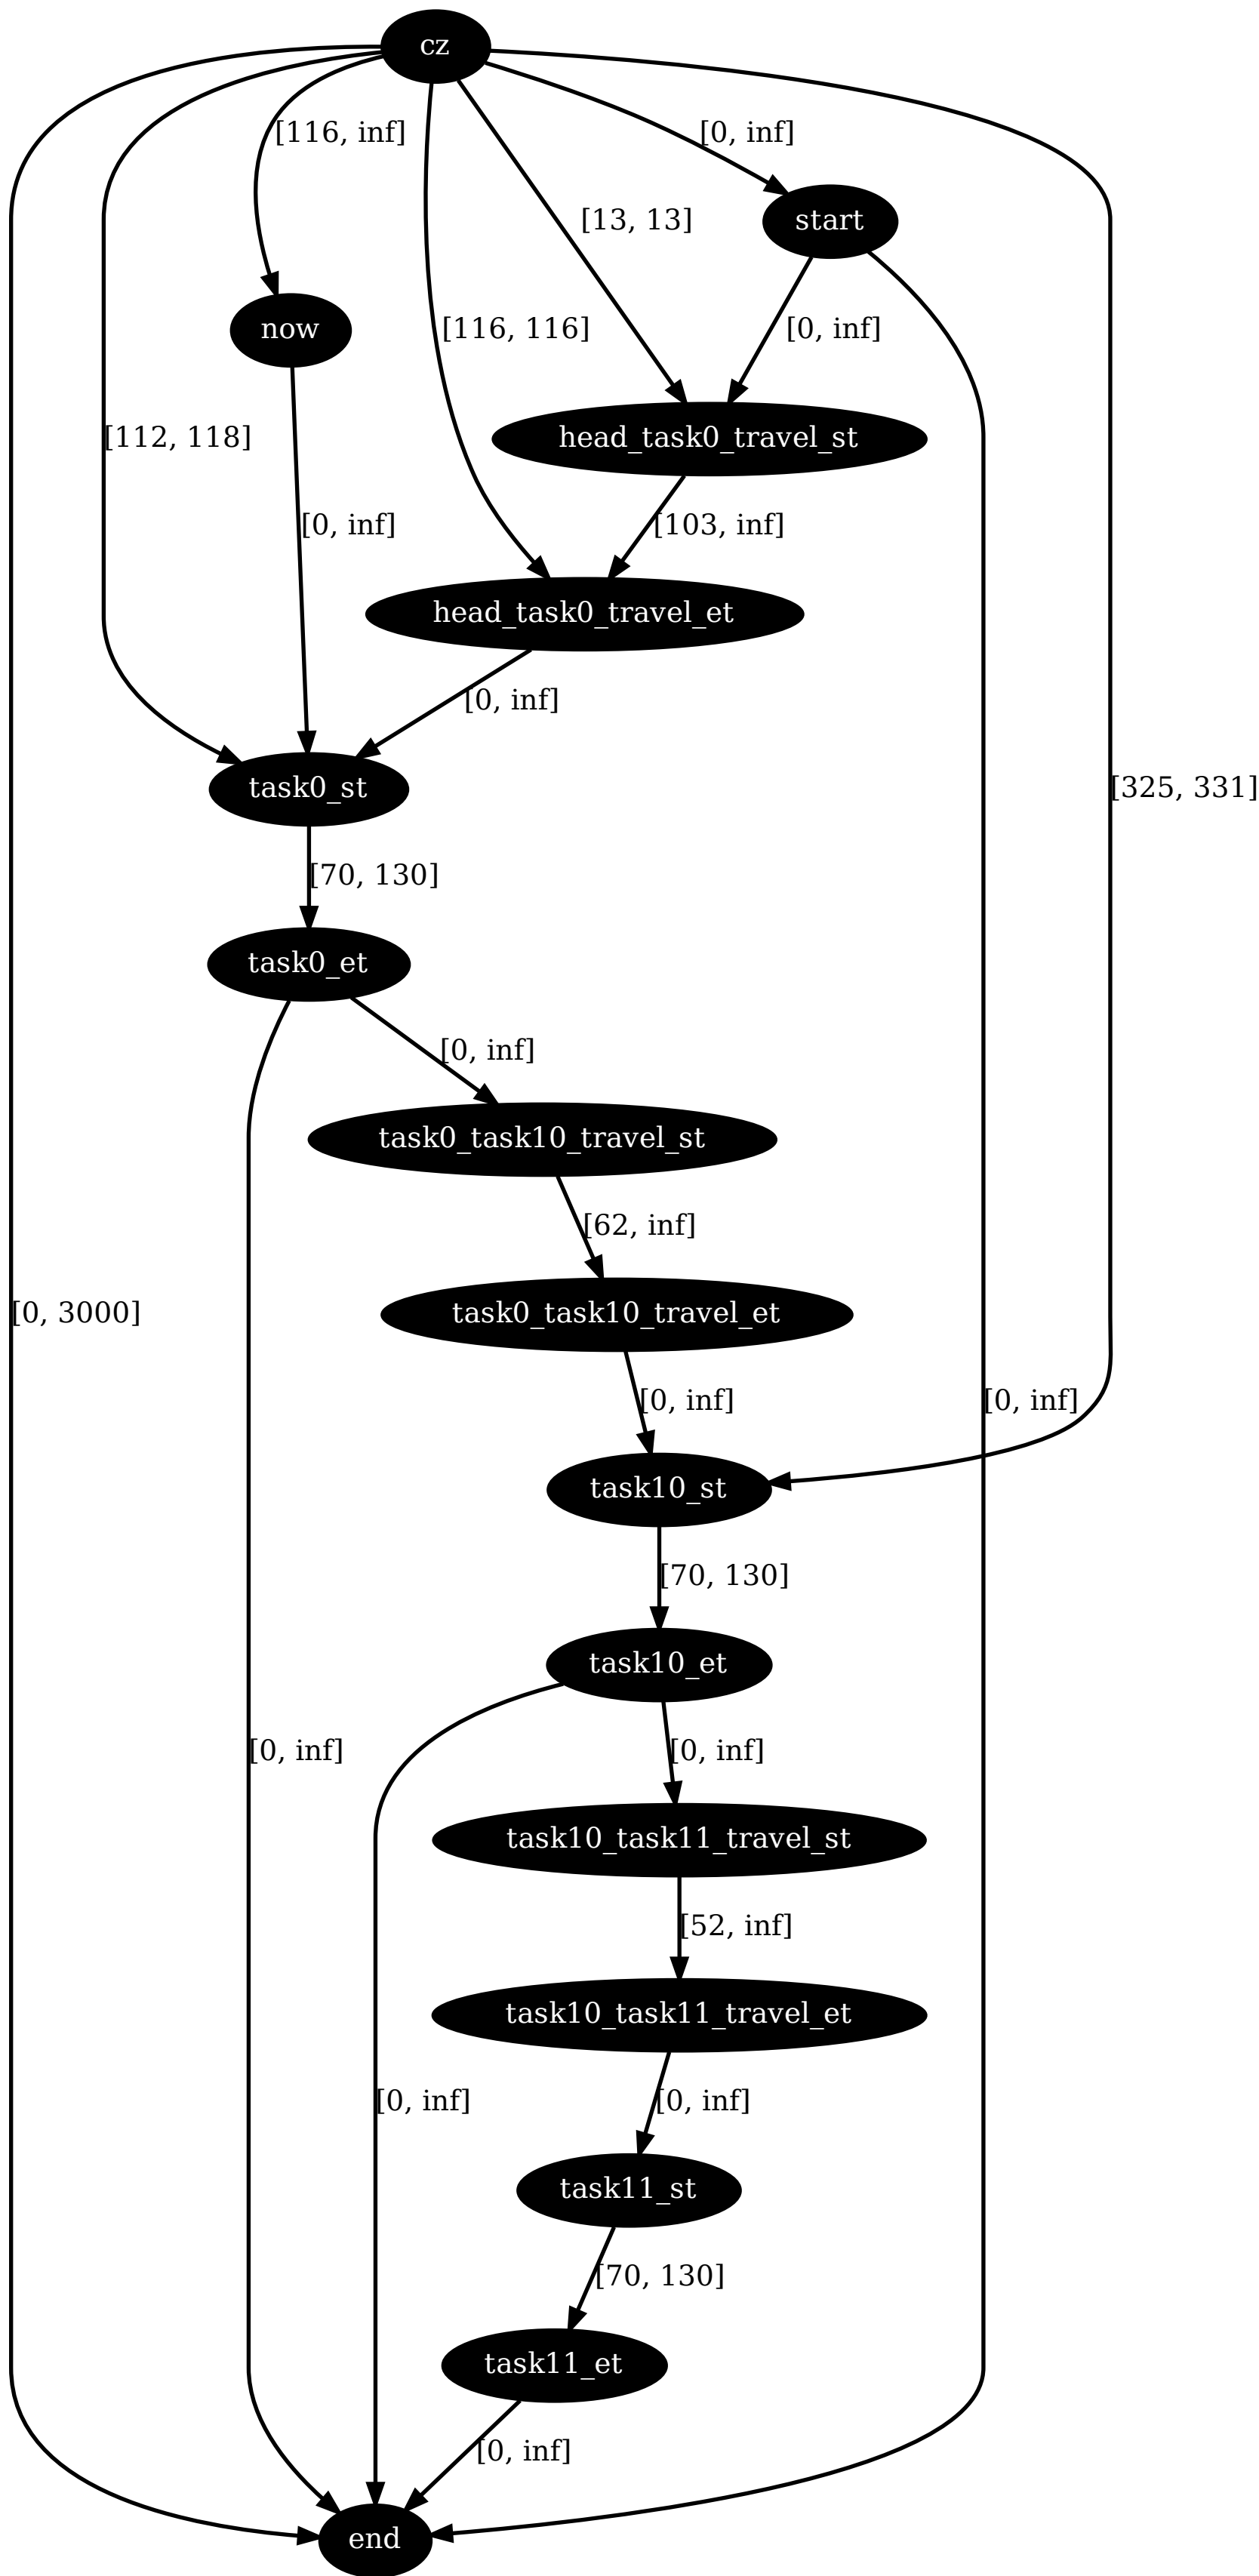 cz
[116, inf]
[0, inf]
[13, 13]
start
now
[116, 116]
[0, inf]
[112, 118]
head_task0_travel_st
[0, inf]
[103, inf]
head_task0_travel_et
[0, inf]
task0_st
[325, 331]
[70, 130]
task0_et
[0, inf]
task0_task10_travel_st
[62, inf]
[0, 3000]
task0_task10_travel_et
[0, inf]
[0, inf]
task10_st
[70, 130]
task10_et
[0, inf]
[0, inf]
task10_task11_travel_st
[52, inf]
task10_task11_travel_et
[0, inf]
[0, inf]
task11_st
[70, 130]
task11_et
[0, inf]
end